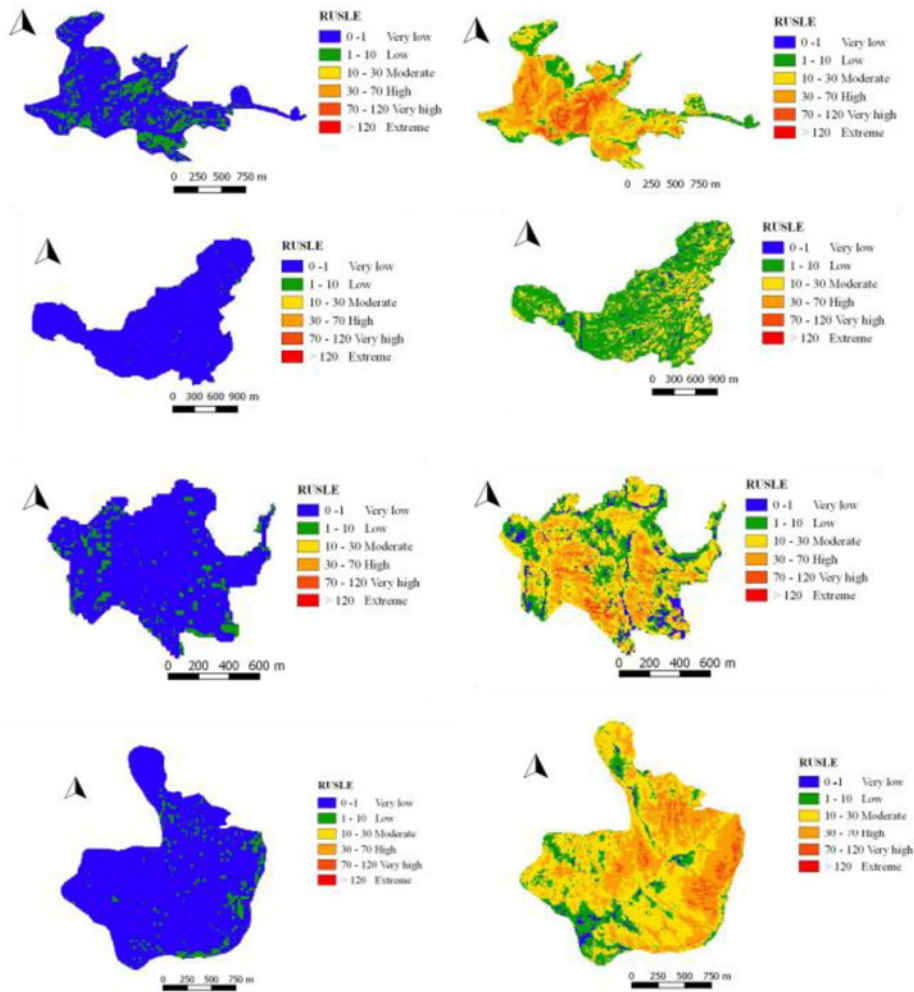 RUSLE
0 -1 Very low
1 - 10 Low
10 - 30 Moderate
30 - 70 High
70 - 120 Very high
> 120 Extreme
0 250 500 750 m
RUSLE
0 -1 Very low
1 - 10 Low
10 - 30 Moderate
30 - 70 High
70 - 120 Very high
> 120 Extreme
0 250 500 750 m
RUSLE
0 -1 Very low
1 - 10 Low
10 - 30 Moderate
30 - 70 High
70 - 120 Very high
> 120 Extreme
0 300 600 900 m
RUSLE
0 -1 Very low
1 - 10 Low
10 - 30 Moderate
30 - 70 High
70 - 120 Very high
> 120 Extreme
0 300 600 900 m
RUSLE
0 -1 Very low
1 - 10 Low
10 - 30 Moderate
30 - 70 High
70 - 120 Very high
> 120 Extreme
0 200 400 600 m
RUSLE
0 -1 Very low
1 - 10 Low
10 - 30 Moderate
30 - 70 High
70 - 120 Very high
> 120 Extreme
0 200 400 600 m
RUSLE
0 -1 Very low
1 - 10 Low
10 - 30 Moderate
30 - 70 High
70 - 120 Very high
> 120 Extreme
0 250 500 750 m
RUSLE
0 -1 Very low
1 - 10 Low
10 - 30 Moderate
30 - 70 High
70 - 120 Very high
> 120 Extreme
0 250 500 750 m